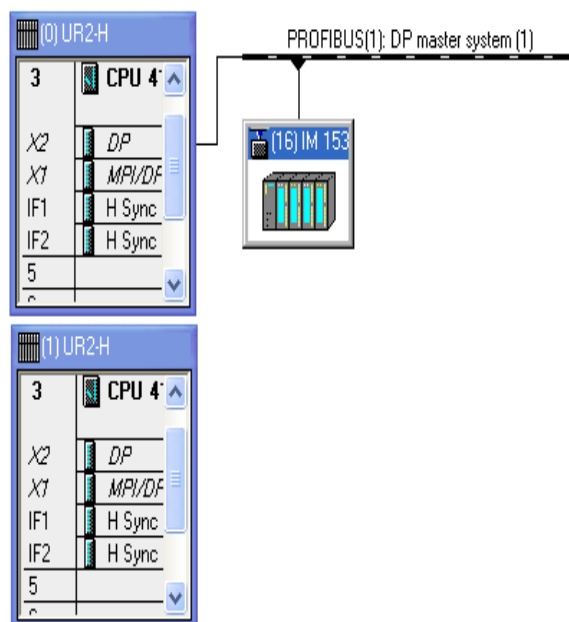 (0) UR2-H
3 CPU 4
X2 DP
X1 MPI/DP
IF1 H Sync
IF2 H Sync
5
PROFIBUS(1): DP master system (1)
(16) IM 153
(1) UR2-H
3 CPU 4
X2 DP
X1 MPI/DP
IF1 H Sync
IF2 H Sync
5